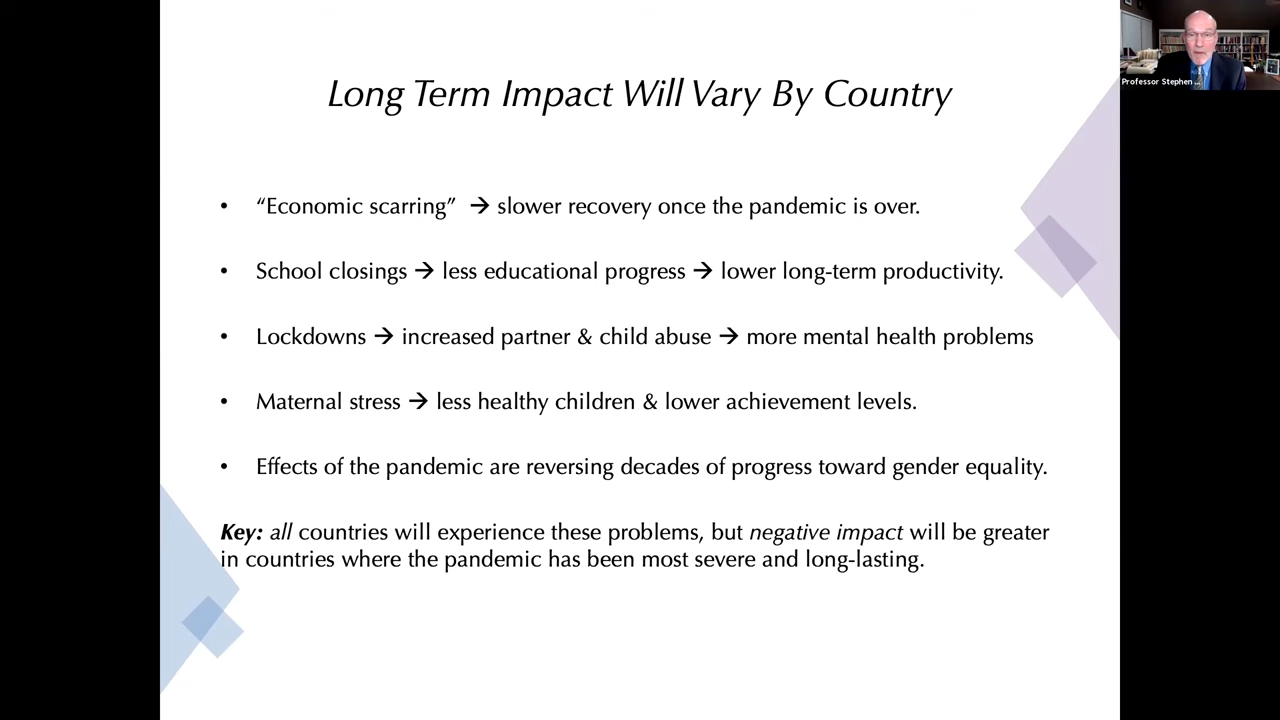 Long Term Impact Will Vary By Country
Professor Stephen ...
• “Economic scarring” → slower recovery once the pandemic is over.
• School closings → less educational progress → lower long-term productivity.
• Lockdowns → increased partner & child abuse → more mental health problems
• Maternal stress → less healthy children & lower achievement levels.
• Effects of the pandemic are reversing decades of progress toward gender equality.
Key: all countries will experience these problems, but negative impact will be greater
in countries where the pandemic has been most severe and long-lasting.